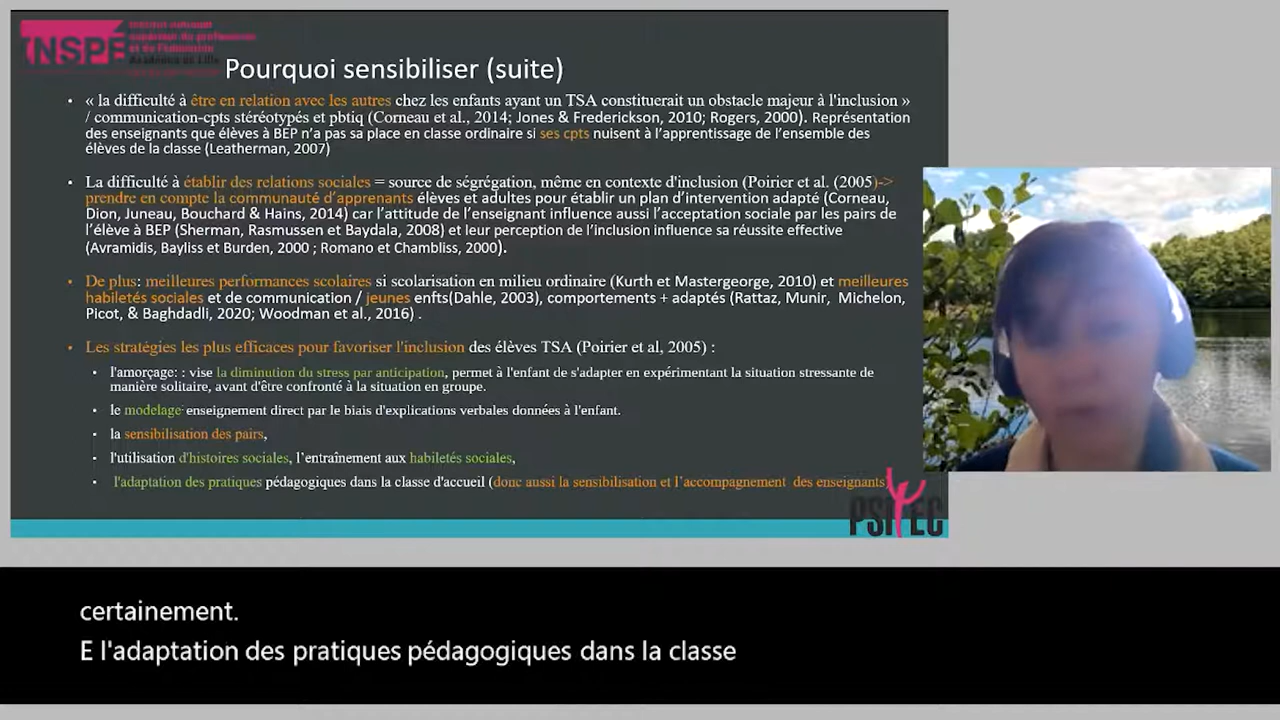 INSPÉ
Institut national
supérieur du professorat
et de l'éducation
Académie de Lille
Pourquoi sensibiliser (suite)
• « la difficulté à être en relation avec les autres chez les enfants ayant un TSA constituerait un obstacle majeur à l'inclusion »
/ communication-cpts stéréotypés et pbtiq (Corneau et al., 2014; Jones & Frederickson, 2010; Rogers, 2000). Représentation
des enseignants que élèves à BEP n'a pas sa place en classe ordinaire si ses cpts nuisent à l'apprentissage de l'ensemble des
élèves de la classe (Leatherman, 2007)
• La difficulté à établir des relations sociales = source de ségrégation, même en contexte d'inclusion (Poirier et al. (2005)->
prendre en compte la communauté d'apprenants élèves et adultes pour établir un plan d'intervention adapté (Corneau,
Dion, Juneau, Bouchard & Hains, 2014) car l'attitude de l'enseignant influence aussi l'acceptation sociale par les pairs de
l'élève à BEP (Sherman, Rasmussen et Baydala, 2008) et leur perception de l'inclusion influence sa réussite effective
(Avramidis, Bayliss et Burden, 2000 ; Romano et Chambliss, 2000).
• De plus: meilleures performances scolaires si scolarisation en milieu ordinaire (Kurth et Mastergeorge, 2010) et meilleures
habiletés sociales et de communication / jeunes enfts(Dahle, 2003), comportements + adaptés (Rattaz, Munir, Michelon,
Picot, & Baghdadli, 2020; Woodman et al., 2016) .
• Les stratégies les plus efficaces pour favoriser l'inclusion des élèves TSA (Poirier et al, 2005) :
• l'amorçage: : vise la diminution du stress par anticipation, permet à l'enfant de s'adapter en expérimentant la situation stressante de
manière solitaire, avant d'être confronté à la situation en groupe.
• le modelage: enseignement direct par le biais d'explications verbales données à l'enfant.
• la sensibilisation des pairs,
• l'utilisation d'histoires sociales, l'entraînement aux habiletés sociales,
• l'adaptation des pratiques pédagogiques dans la classe d'accueil (donc aussi la sensibilisation et l'accompagnement des enseignants)
PSITEC
certainement.
E l'adaptation des pratiques pédagogiques dans la classe